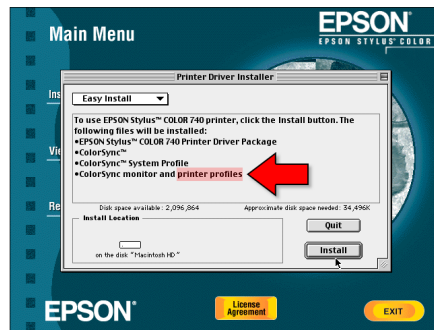 Main Menu
EPSON®
EPSON STYLUS® COLOR
Printer Driver Installer
Ins
Easy Install
To use EPSON Stylus™ COLOR 740 printer, click the Install button. The
following files will be installed:
•EPSON Stylus™ COLOR 740 Printer Driver Package
•ColorSync™
•ColorSync™ System Profile
•ColorSync monitor and printer profiles
Vie
Re
Disk space available: 2,096,864 Approximate disk space needed: 34,496K
Install Location
on the disk "Macintosh HD"
Quit
Install
EPSON®
License
Agreement
EXIT